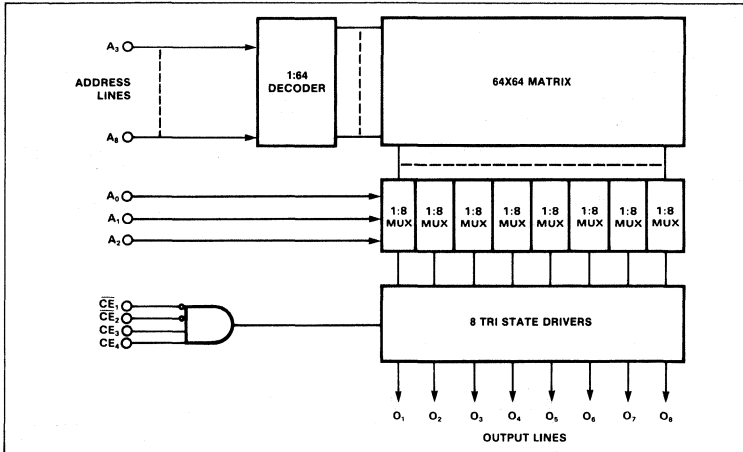 A₃
ADDRESS
LINES
A₈
1:64
DECODER
64X64 MATRIX
A₀
A₁
A₂
1:8 MUX
1:8 MUX
1:8 MUX
1:8 MUX
1:8 MUX
1:8 MUX
1:8 MUX
1:8 MUX
C̅E̅₁
C̅E̅₂
CE₃
CE₄
8 TRI STATE DRIVERS
O₁ O₂ O₃ O₄ O₅ O₆ O₇ O₈
OUTPUT LINES